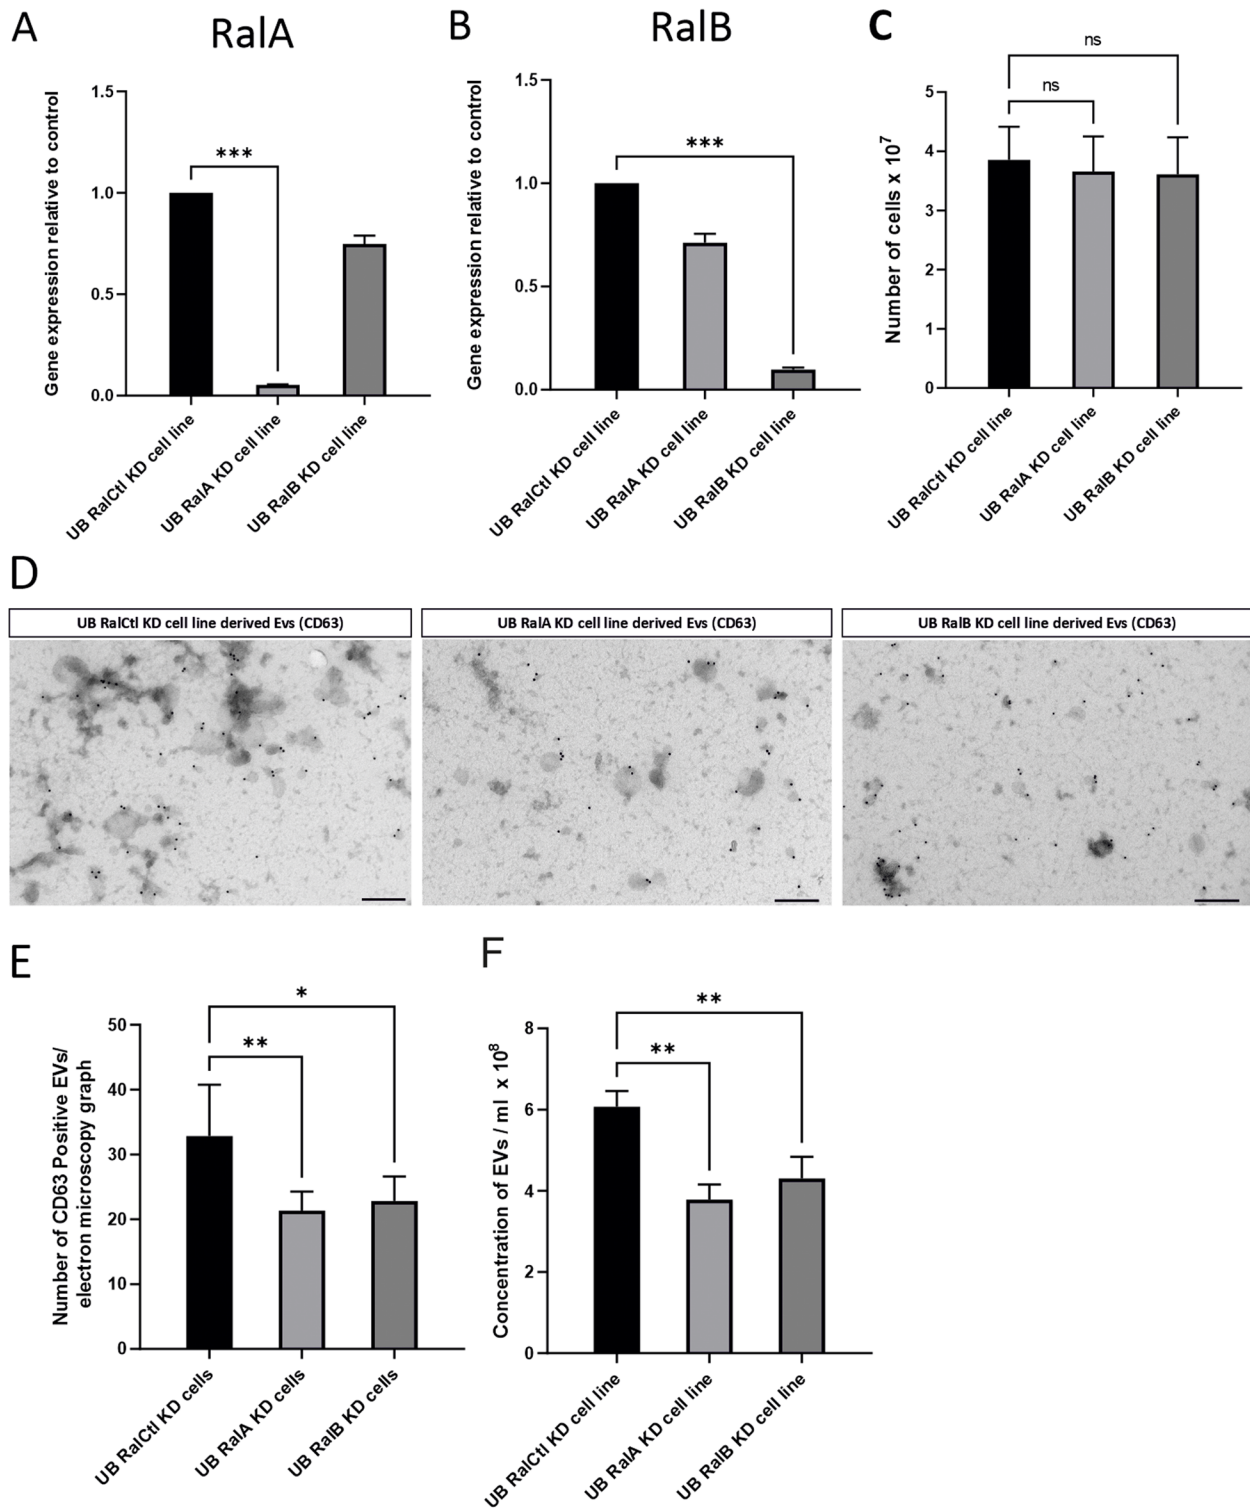 A
RalA
Gene expression relative to control
1.5
1.0
0.5
0.0
***
UB RalCtl KD cell line
UB RalA KD cell line
UB RalB KD cell line
B
RalB
Gene expression relative to control
1.5
1.0
0.5
0.0
***
UB RalCtl KD cell line
UB RalA KD cell line
UB RalB KD cell line
C
Number of cells x 10⁷
5
4
3
2
1
0
ns
ns
UB RalCtl KD cell line
UB RalA KD cell line
UB RalB KD cell line
D
UB RalCtl KD cell line derived Evs (CD63)
UB RalA KD cell line derived Evs (CD63)
UB RalB KD cell line derived Evs (CD63)
E
Number of CD63 Positive EVs/
electron microscopy graph
50
40
30
20
10
0
*
**
UB RalCtl KD cells
UB RalA KD cells
UB RalB KD cells
F
Concentration of EVs / ml x 10⁸
8
6
4
2
0
**
**
UB RalCtl KD cell line
UB RalA KD cell line
UB RalB KD cell line